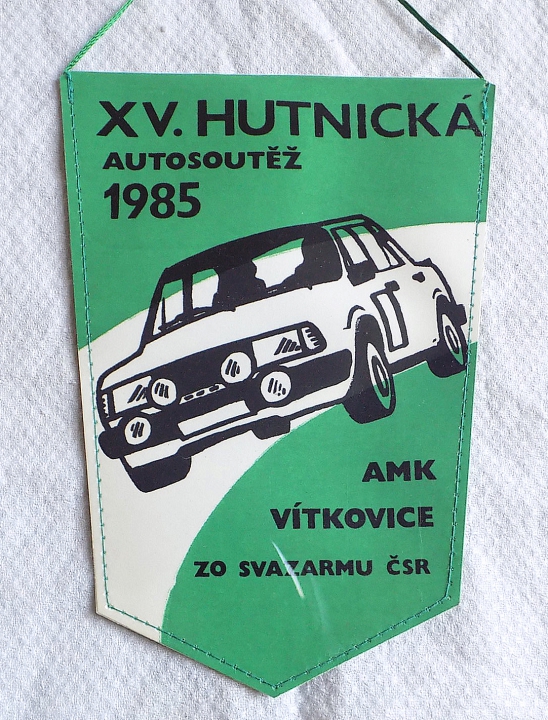 XV. HUTNICKÁ
AUTOSOUTĚŽ
1985
AMK
VÍTKOVICE
ZO SVAZARMU ČSR